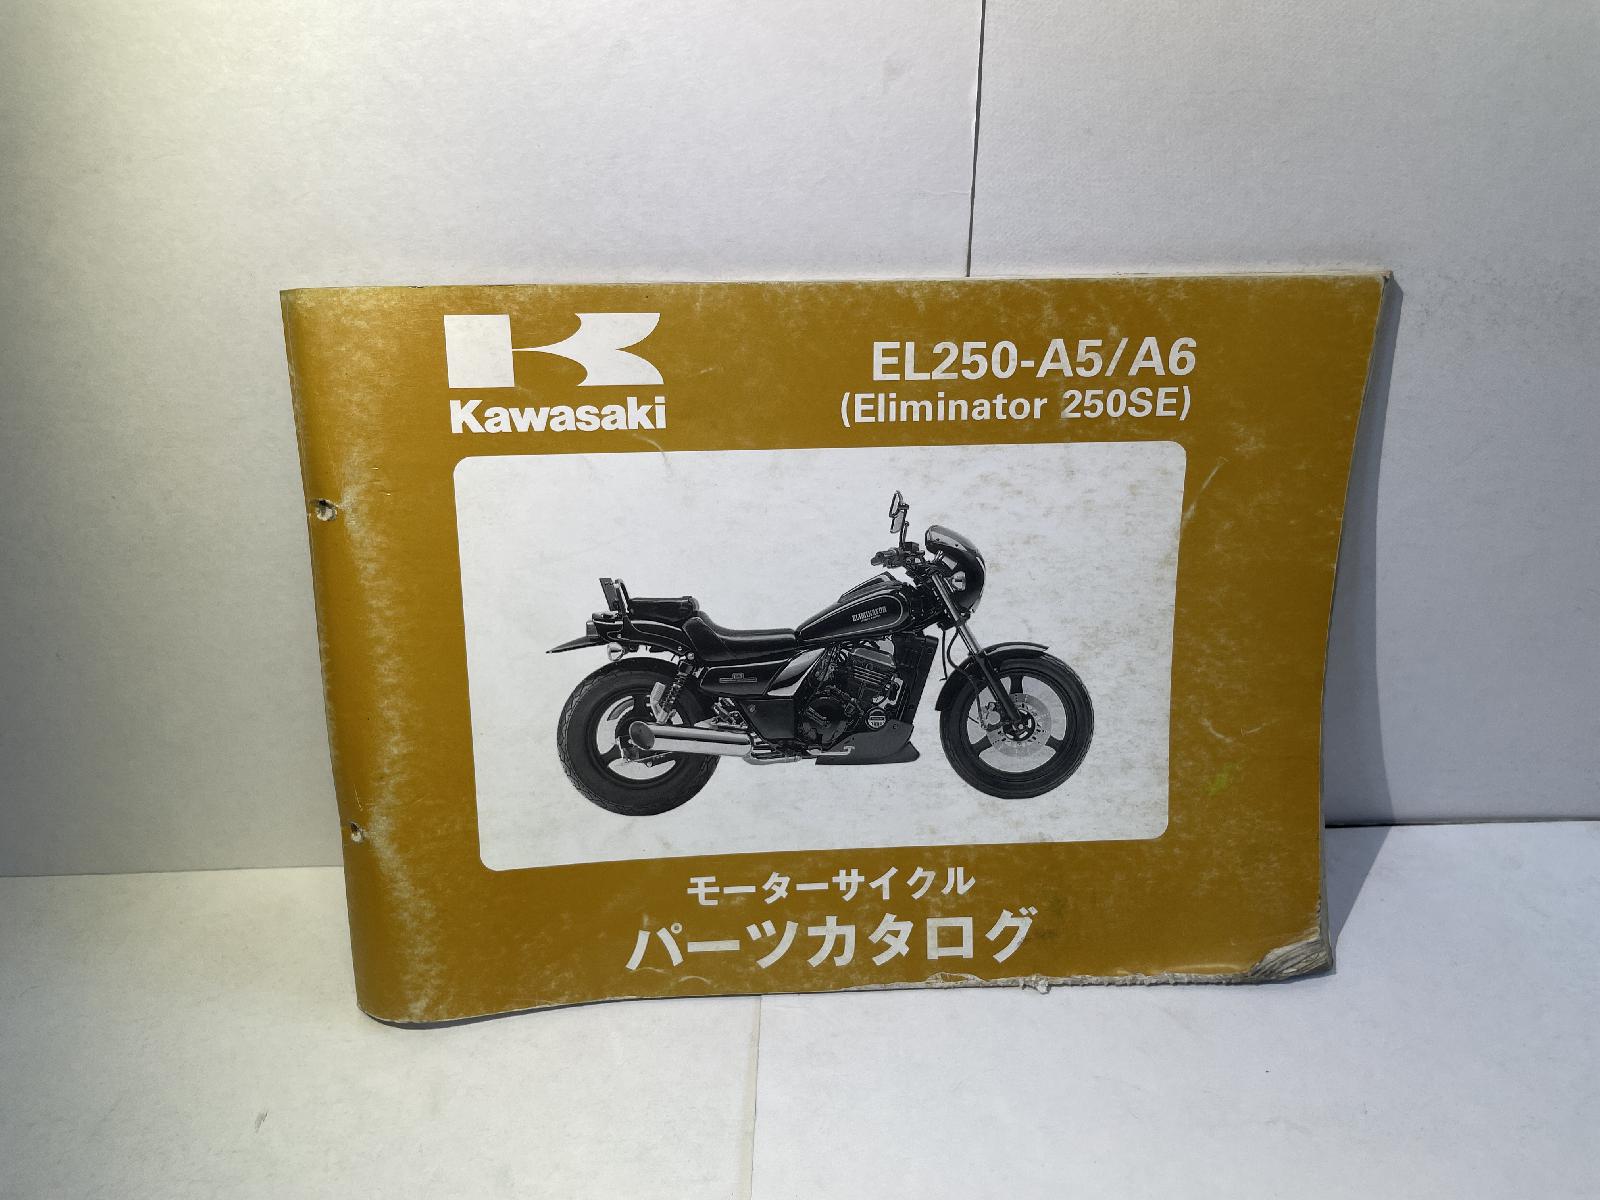 Kawasaki
EL250-A5/A6
(Eliminator 250SE)
ELIMINATOR
モーターサイクル
パーツカタログ